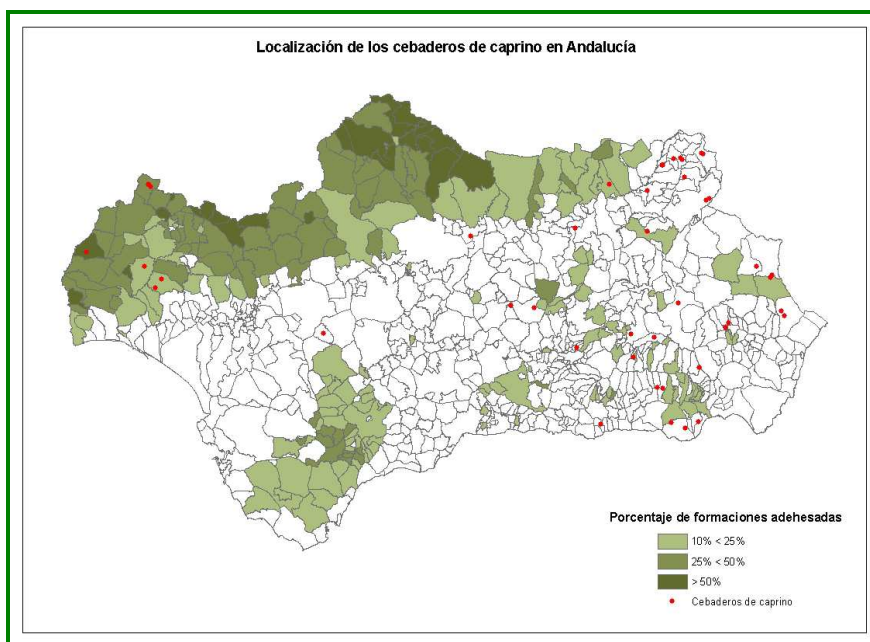 Localización de los cebaderos de caprino en Andalucía
Porcentaje de formaciones adehesadas
10% < 25%
25% < 50%
> 50%
Cebaderos de caprino